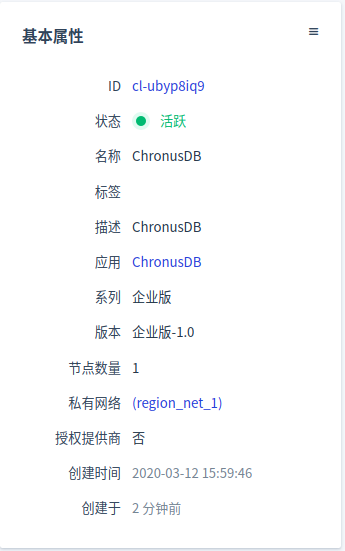 基本属性 ≡
ID cl-ubyp8iq9
状态 活跃
名称 ChronusDB
标签
描述 ChronusDB
应用 ChronusDB
系列 企业版
版本 企业版-1.0
节点数量 1
私有网络 (region_net_1)
授权提供商 否
创建时间 2020-03-12 15:59:46
创建于 2 分钟前